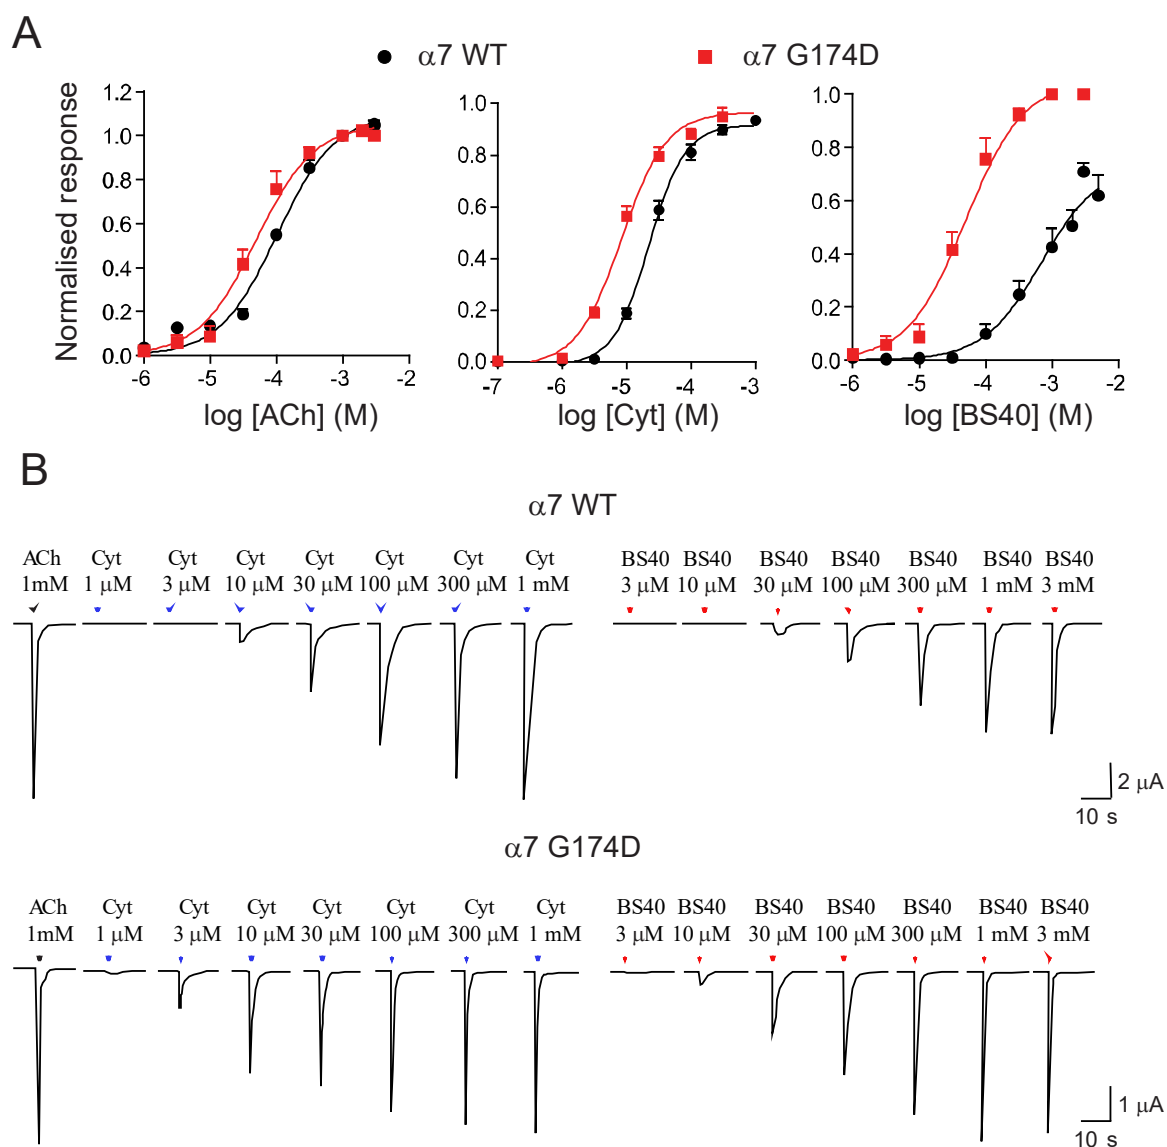 A
α7 WT
α7 G174D
Normalised response
1.2
1.0
0.8
0.6
0.4
0.2
0.0
-6
-5
-4
-3
-2
log [ACh] (M)
1.0
0.8
0.6
0.4
0.2
0.0
-7
-6
-5
-4
-3
log [Cyt] (M)
1.0
0.8
0.6
0.4
0.2
0.0
-6
-5
-4
-3
-2
log [BS40] (M)
B
α7 WT
ACh Cyt Cyt Cyt Cyt Cyt Cyt Cyt BS40 BS40 BS40 BS40 BS40 BS40 BS40
1mM 1 μM 3 μM 10 μM 30 μM 100 μM 300 μM 1 mM 3 μM 10 μM 30 μM 100 μM 300 μM 1 mM 3 mM
2 μA
10 s
α7 G174D
ACh Cyt Cyt Cyt Cyt Cyt Cyt Cyt BS40 BS40 BS40 BS40 BS40 BS40 BS40
1mM 1 μM 3 μM 10 μM 30 μM 100 μM 300 μM 1 mM 3 μM 10 μM 30 μM 100 μM 300 μM 1 mM 3 mM
1 μA
10 s